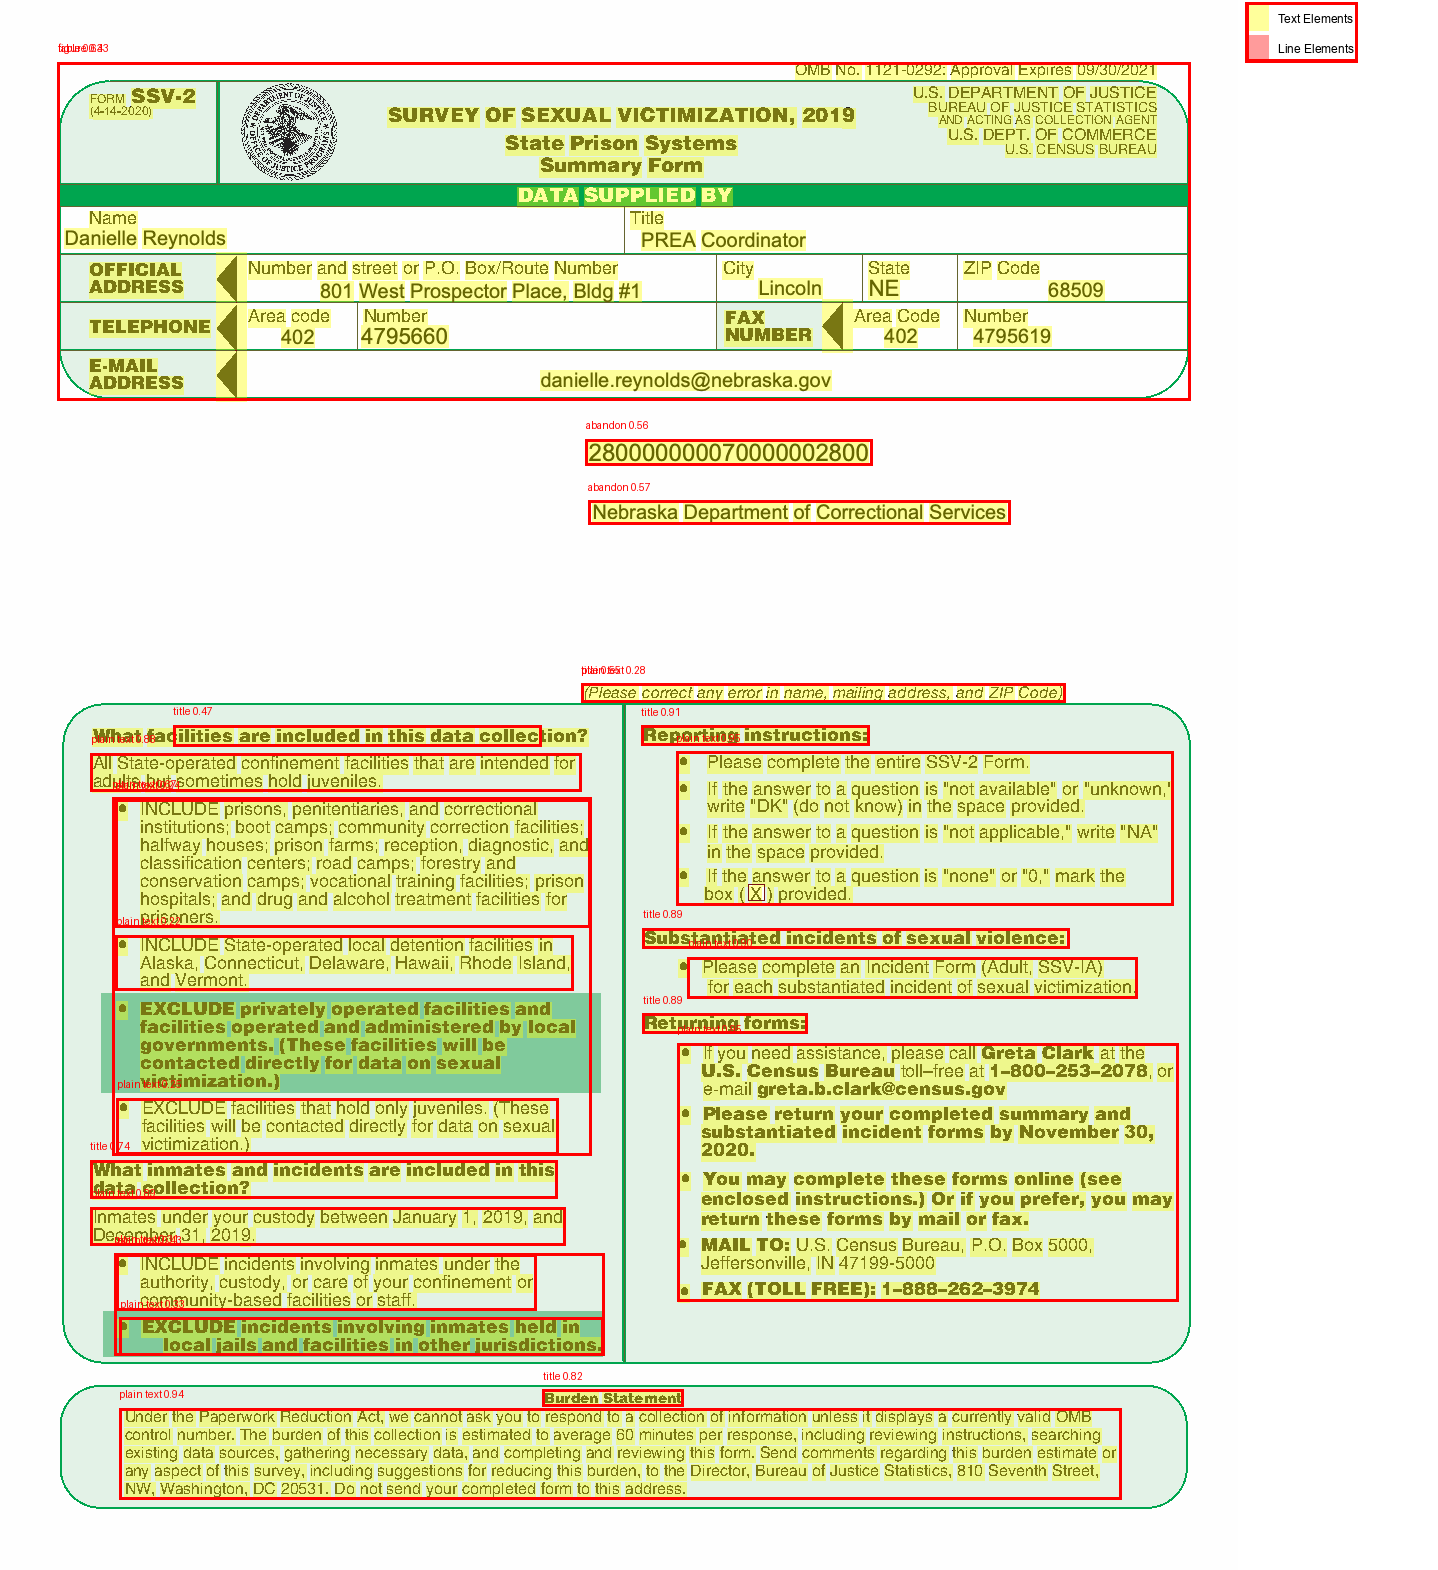 Text Elements
Line Elements
OMB No. 1121-0292: Approval Expires 09/30/2021
FORM SSV-2
(4-14-2020)
SURVEY OF SEXUAL VICTIMIZATION, 2019
State Prison Systems
Summary Form
U.S. DEPARTMENT OF JUSTICE
BUREAU OF JUSTICE STATISTICS
AND ACTING AS COLLECTION AGENT
U.S. DEPT. OF COMMERCE
U.S. CENSUS BUREAU
DATA SUPPLIED BY
Name
Danielle Reynolds
Title
PREA Coordinator
OFFICIAL
ADDRESS
Number and street or P.O. Box/Route Number
801 West Prospector Place, Bldg #1
City
Lincoln
State
NE
ZIP Code
68509
TELEPHONE
Area code
402
Number
4795660
FAX
NUMBER
Area Code
402
Number
4795619
E-MAIL
ADDRESS
danielle.reynolds@nebraska.gov
abandon 0.56
280000000070000002800
abandon 0.57
Nebraska Department of Correctional Services
(Please correct any error in name, mailing address, and ZIP Code)
title 0.47
What facilities are included in this data collection?
All State-operated confinement facilities that are intended for
adults but sometimes hold juveniles.
• INCLUDE prisons, penitentiaries, and correctional
institutions; boot camps; community correction facilities;
halfway houses; prison farms; reception, diagnostic, and
classification centers; road camps; forestry and
conservation camps; vocational training facilities; prison
hospitals; and drug and alcohol treatment facilities for
prisoners.
• INCLUDE State-operated local detention facilities in
Alaska, Connecticut, Delaware, Hawaii, Rhode Island,
and Vermont.
• EXCLUDE privately operated facilities and
facilities operated and administered by local
governments. (These facilities will be
contacted directly for data on sexual
victimization.)
• EXCLUDE facilities that hold only juveniles. (These
facilities will be contacted directly for data on sexual
victimization.)
title 0.74
What inmates and incidents are included in this
data collection?
Inmates under your custody between January 1, 2019, and
December 31, 2019.
• INCLUDE incidents involving inmates under the
authority, custody, or care of your confinement or
community-based facilities or staff.
• EXCLUDE incidents involving inmates held in
local jails and facilities in other jurisdictions.
title 0.91
Reporting instructions:
• Please complete the entire SSV-2 Form.
• If the answer to a question is "not available" or "unknown,"
write "DK" (do not know) in the space provided.
• If the answer to a question is "not applicable," write "NA"
in the space provided.
• If the answer to a question is "none" or "0," mark the
box ( X ) provided.
title 0.89
Substantiated incidents of sexual violence:
• Please complete an Incident Form (Adult, SSV-IA)
for each substantiated incident of sexual victimization.
title 0.89
Returning forms:
• If you need assistance, please call Greta Clark at the
U.S. Census Bureau toll–free at 1–800–253–2078, or
e-mail greta.b.clark@census.gov
• Please return your completed summary and
substantiated incident forms by November 30,
2020.
• You may complete these forms online (see
enclosed instructions.) Or if you prefer, you may
return these forms by mail or fax.
• MAIL TO: U.S. Census Bureau, P.O. Box 5000,
Jeffersonville, IN 47199-5000
• FAX (TOLL FREE): 1–888–262–3974
title 0.82
Burden Statement
plain text 0.94
Under the Paperwork Reduction Act, we cannot ask you to respond to a collection of information unless it displays a currently valid OMB
control number. The burden of this collection is estimated to average 60 minutes per response, including reviewing instructions, searching
existing data sources, gathering necessary data, and completing and reviewing this form. Send comments regarding this burden estimate or
any aspect of this survey, including suggestions for reducing this burden, to the Director, Bureau of Justice Statistics, 810 Seventh Street,
NW, Washington, DC 20531. Do not send your completed form to this address.